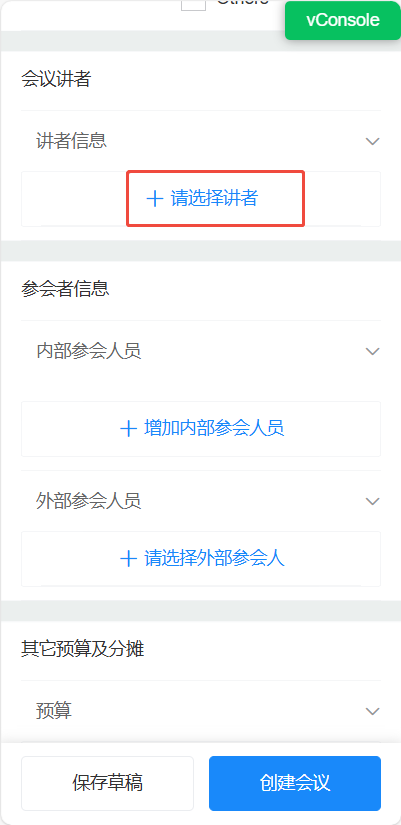 Others
vConsole
会议讲者
讲者信息
请选择讲者
参会者信息
内部参会人员
增加内部参会人员
外部参会人员
请选择外部参会人
其它预算及分摊
预算
保存草稿
创建会议